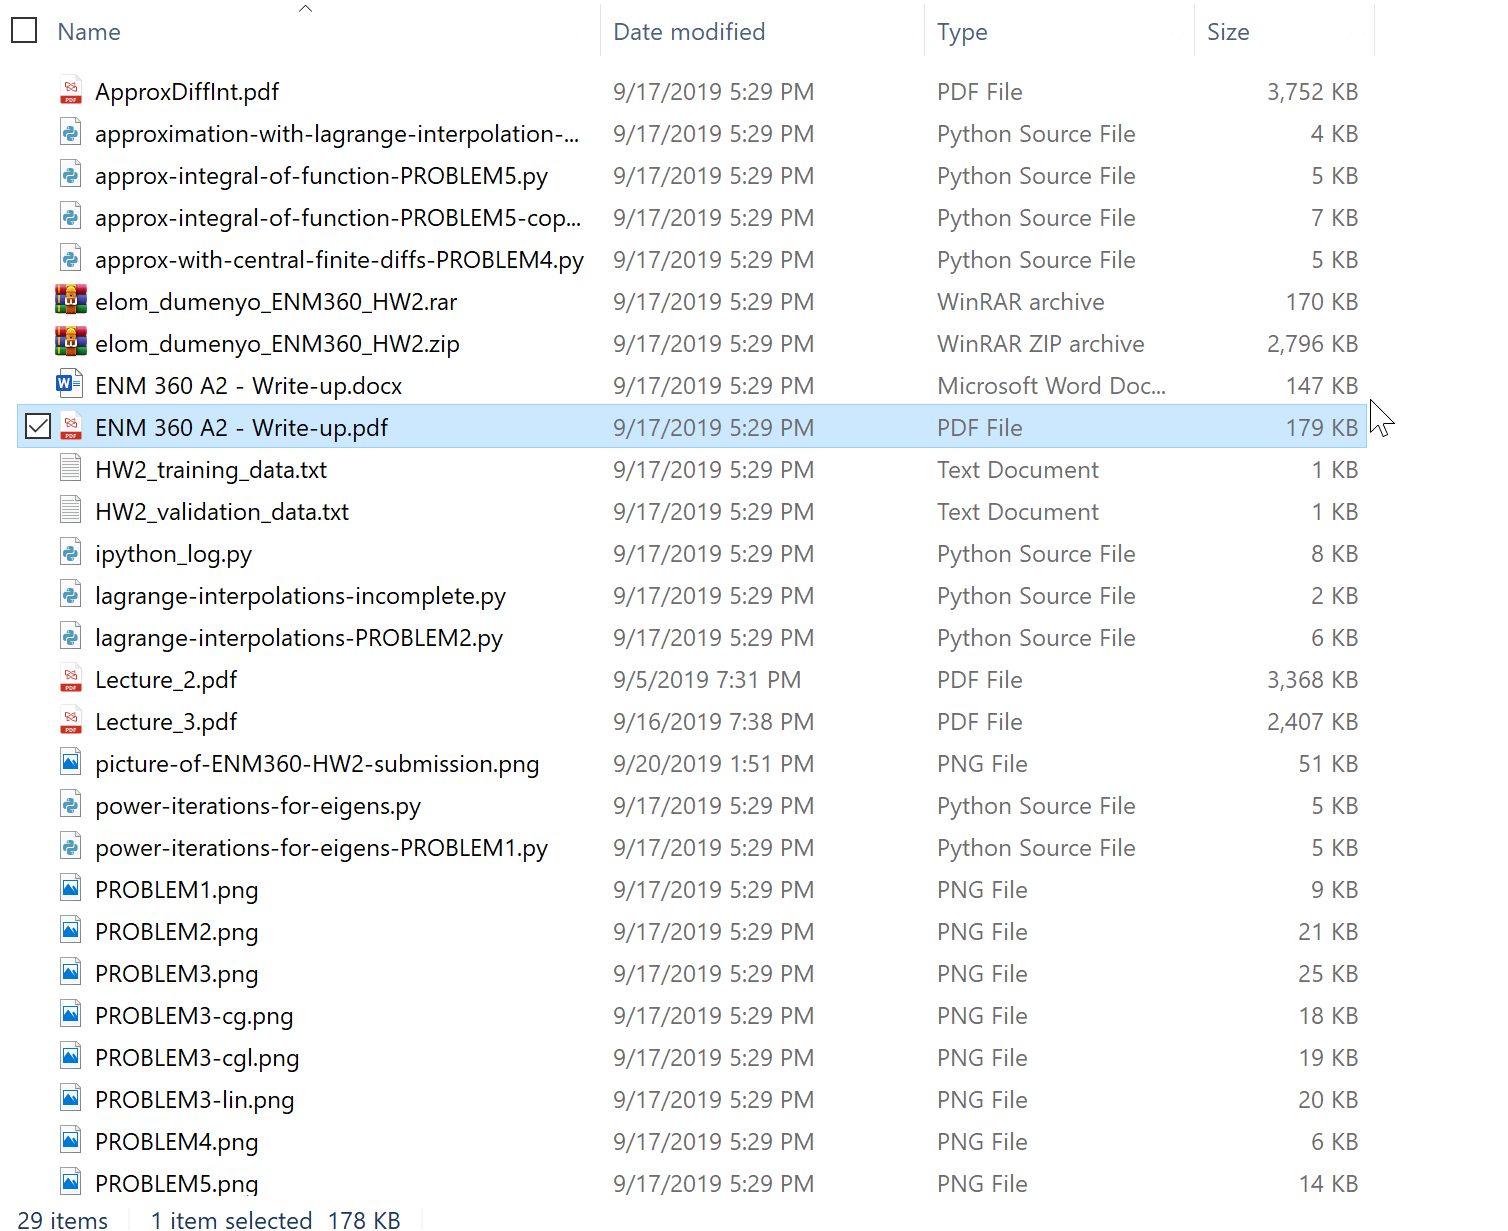 Name Date modified Type Size
ApproxDiffInt.pdf 9/17/2019 5:29 PM PDF File 3,752 KB
approximation-with-lagrange-interpolation-... 9/17/2019 5:29 PM Python Source File 4 KB
approx-integral-of-function-PROBLEM5.py 9/17/2019 5:29 PM Python Source File 5 KB
approx-integral-of-function-PROBLEM5-cop... 9/17/2019 5:29 PM Python Source File 7 KB
approx-with-central-finite-diffs-PROBLEM4.py 9/17/2019 5:29 PM Python Source File 5 KB
elom_dumenyo_ENM360_HW2.rar 9/17/2019 5:29 PM WinRAR archive 170 KB
elom_dumenyo_ENM360_HW2.zip 9/17/2019 5:29 PM WinRAR ZIP archive 2,796 KB
ENM 360 A2 - Write-up.docx 9/17/2019 5:29 PM Microsoft Word Doc... 147 KB
ENM 360 A2 - Write-up.pdf 9/17/2019 5:29 PM PDF File 179 KB
HW2_training_data.txt 9/17/2019 5:29 PM Text Document 1 KB
HW2_validation_data.txt 9/17/2019 5:29 PM Text Document 1 KB
ipython_log.py 9/17/2019 5:29 PM Python Source File 8 KB
lagrange-interpolations-incomplete.py 9/17/2019 5:29 PM Python Source File 2 KB
lagrange-interpolations-PROBLEM2.py 9/17/2019 5:29 PM Python Source File 6 KB
Lecture_2.pdf 9/5/2019 7:31 PM PDF File 3,368 KB
Lecture_3.pdf 9/16/2019 7:38 PM PDF File 2,407 KB
picture-of-ENM360-HW2-submission.png 9/20/2019 1:51 PM PNG File 51 KB
power-iterations-for-eigens.py 9/17/2019 5:29 PM Python Source File 5 KB
power-iterations-for-eigens-PROBLEM1.py 9/17/2019 5:29 PM Python Source File 5 KB
PROBLEM1.png 9/17/2019 5:29 PM PNG File 9 KB
PROBLEM2.png 9/17/2019 5:29 PM PNG File 21 KB
PROBLEM3.png 9/17/2019 5:29 PM PNG File 25 KB
PROBLEM3-cg.png 9/17/2019 5:29 PM PNG File 18 KB
PROBLEM3-cgl.png 9/17/2019 5:29 PM PNG File 19 KB
PROBLEM3-lin.png 9/17/2019 5:29 PM PNG File 20 KB
PROBLEM4.png 9/17/2019 5:29 PM PNG File 6 KB
PROBLEM5.png 9/17/2019 5:29 PM PNG File 14 KB
29 items 1 item selected 178 KB